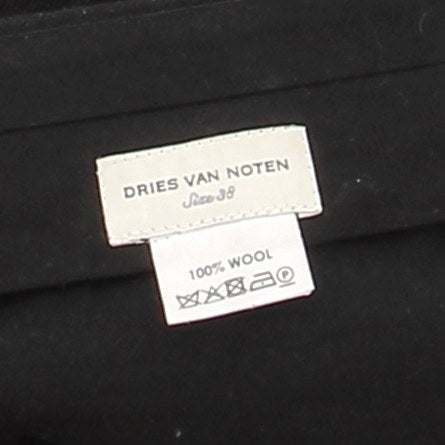 DRIES VAN NOTEN
Size 38
100% WOOL
P